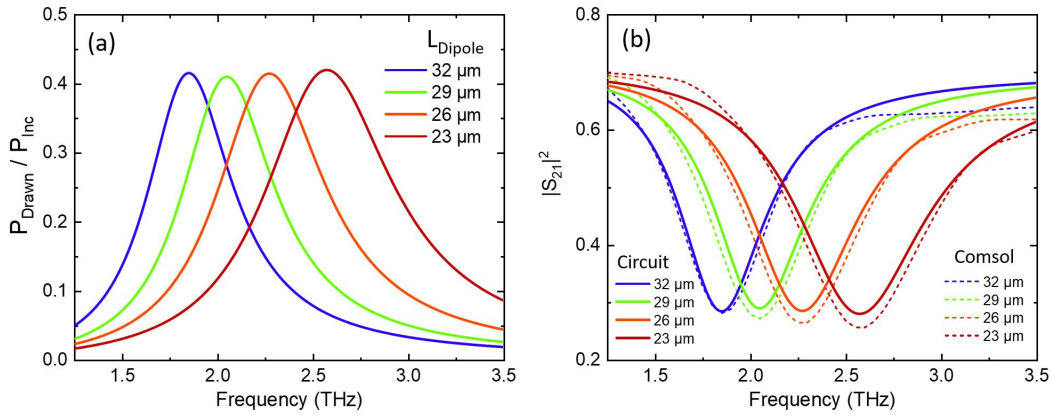 (a)
L_Dipole
32 µm
29 µm
26 µm
23 µm
P_Drawn / P_Inc
0.5
0.4
0.3
0.2
0.1
0.0
1.5 2.0 2.5 3.0 3.5
Frequency (THz)
(b)
|S21|²
0.8
0.6
0.4
0.2
Circuit
32 µm
29 µm
26 µm
23 µm
Comsol
32 µm
29 µm
26 µm
23 µm
1.5 2.0 2.5 3.0 3.5
Frequency (THz)